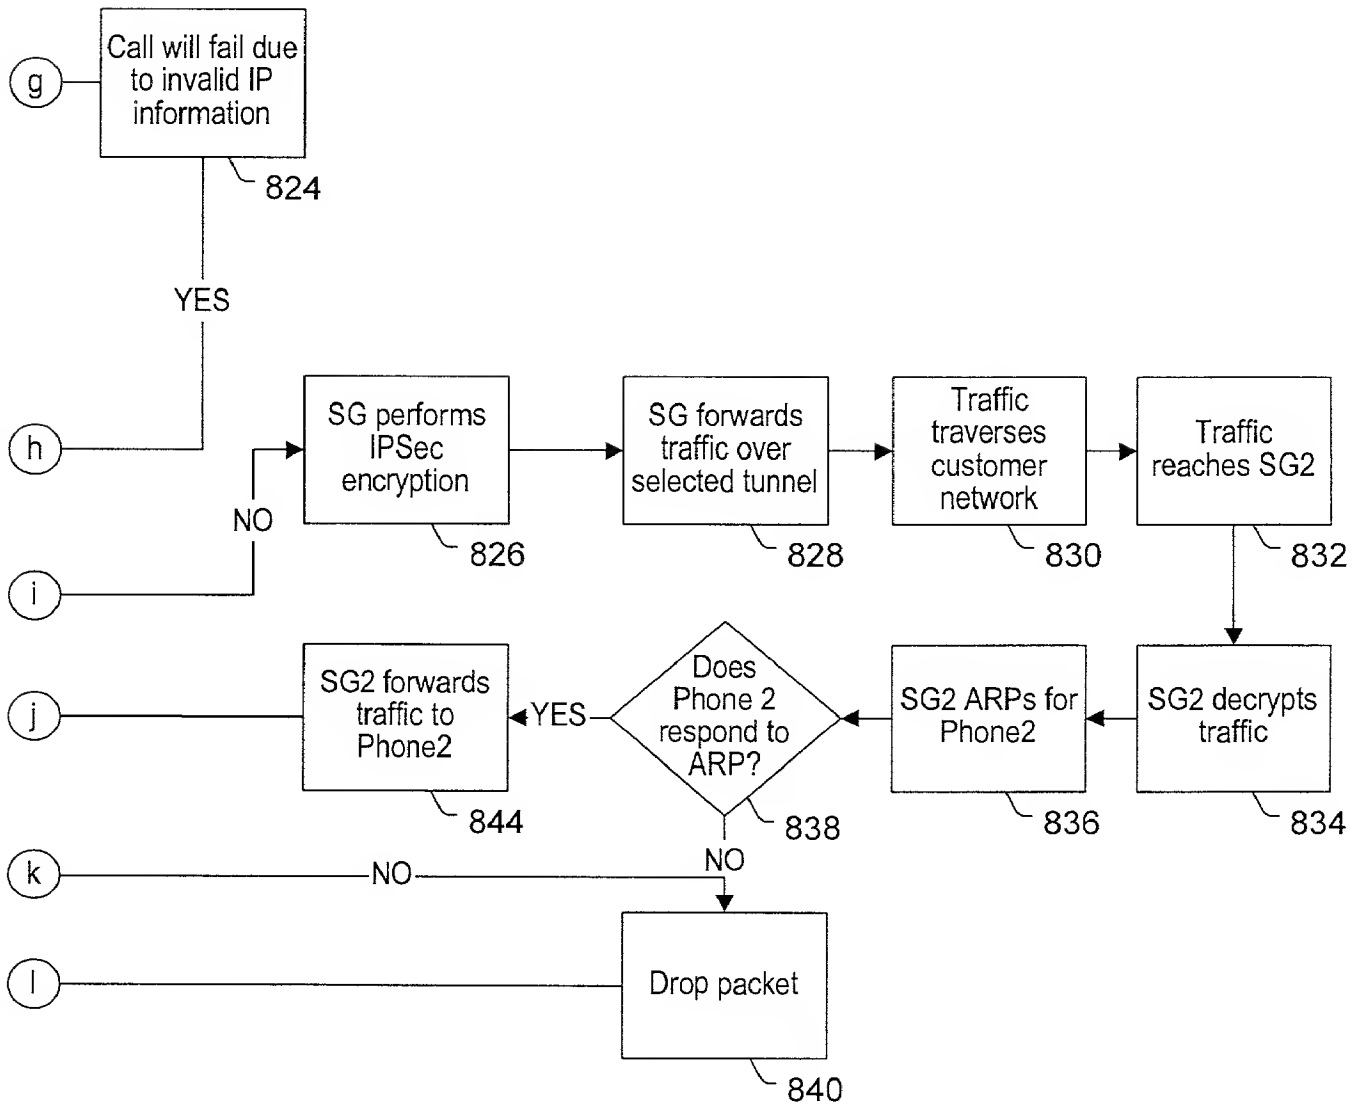 g
Call will fail due
to invalid IP
information
824
YES
h
SG performs
IPSec
encryption
826
SG forwards
traffic over
selected tunnel
828
Traffic
traverses
customer
network
830
Traffic
reaches SG2
832
NO
i
j
SG2 forwards
traffic to
Phone2
844
YES
Does
Phone 2
respond to
ARP?
838
SG2 ARPs for
Phone2
836
SG2 decrypts
traffic
834
NO
k
NO
l
Drop packet
840